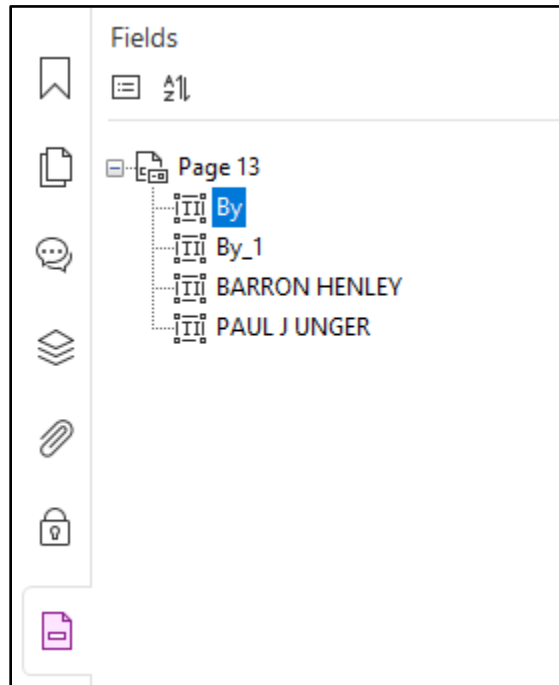 Fields
Page 13
By
By_1
BARRON HENLEY
PAUL J UNGER